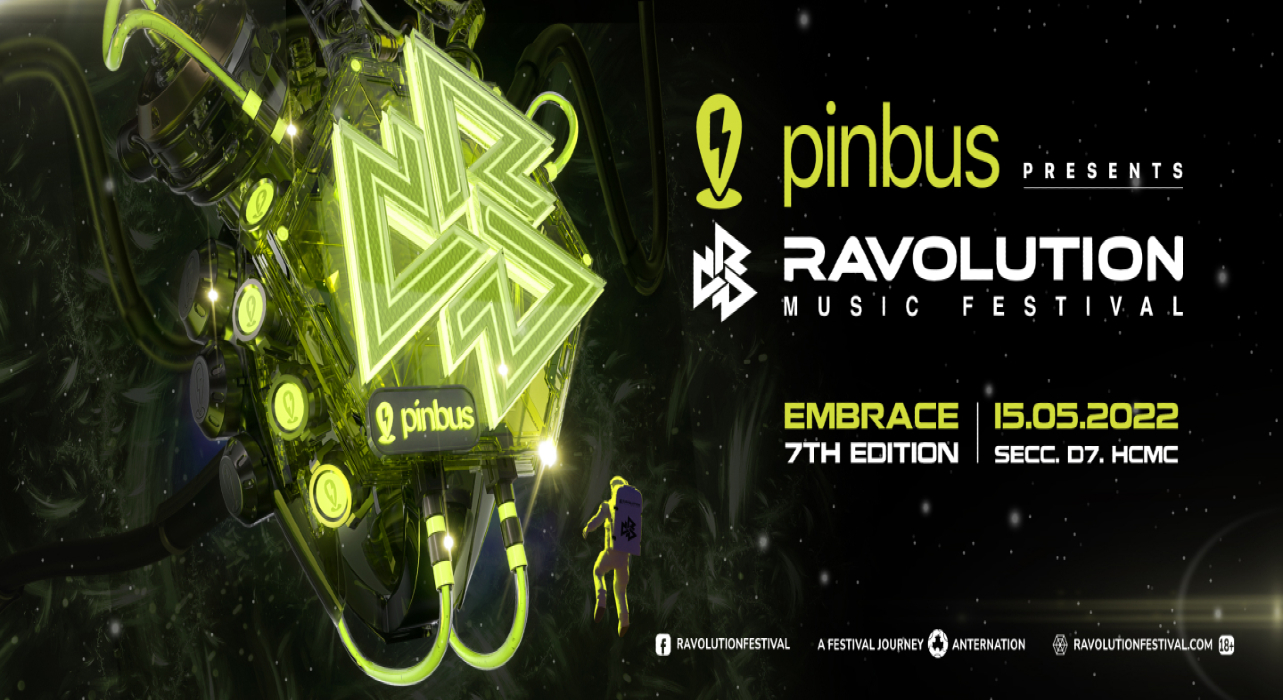 pinbus
pinbus PRESENTS
RAVOLUTION
MUSIC FESTIVAL
EMBRACE
7TH EDITION
15.05.2022
SECC. D7. HCMC
RAVOLUTIONFESTIVAL
A FESTIVAL JOURNEY
ANTERNATION
RAVOLUTIONFESTIVAL.COM
18+